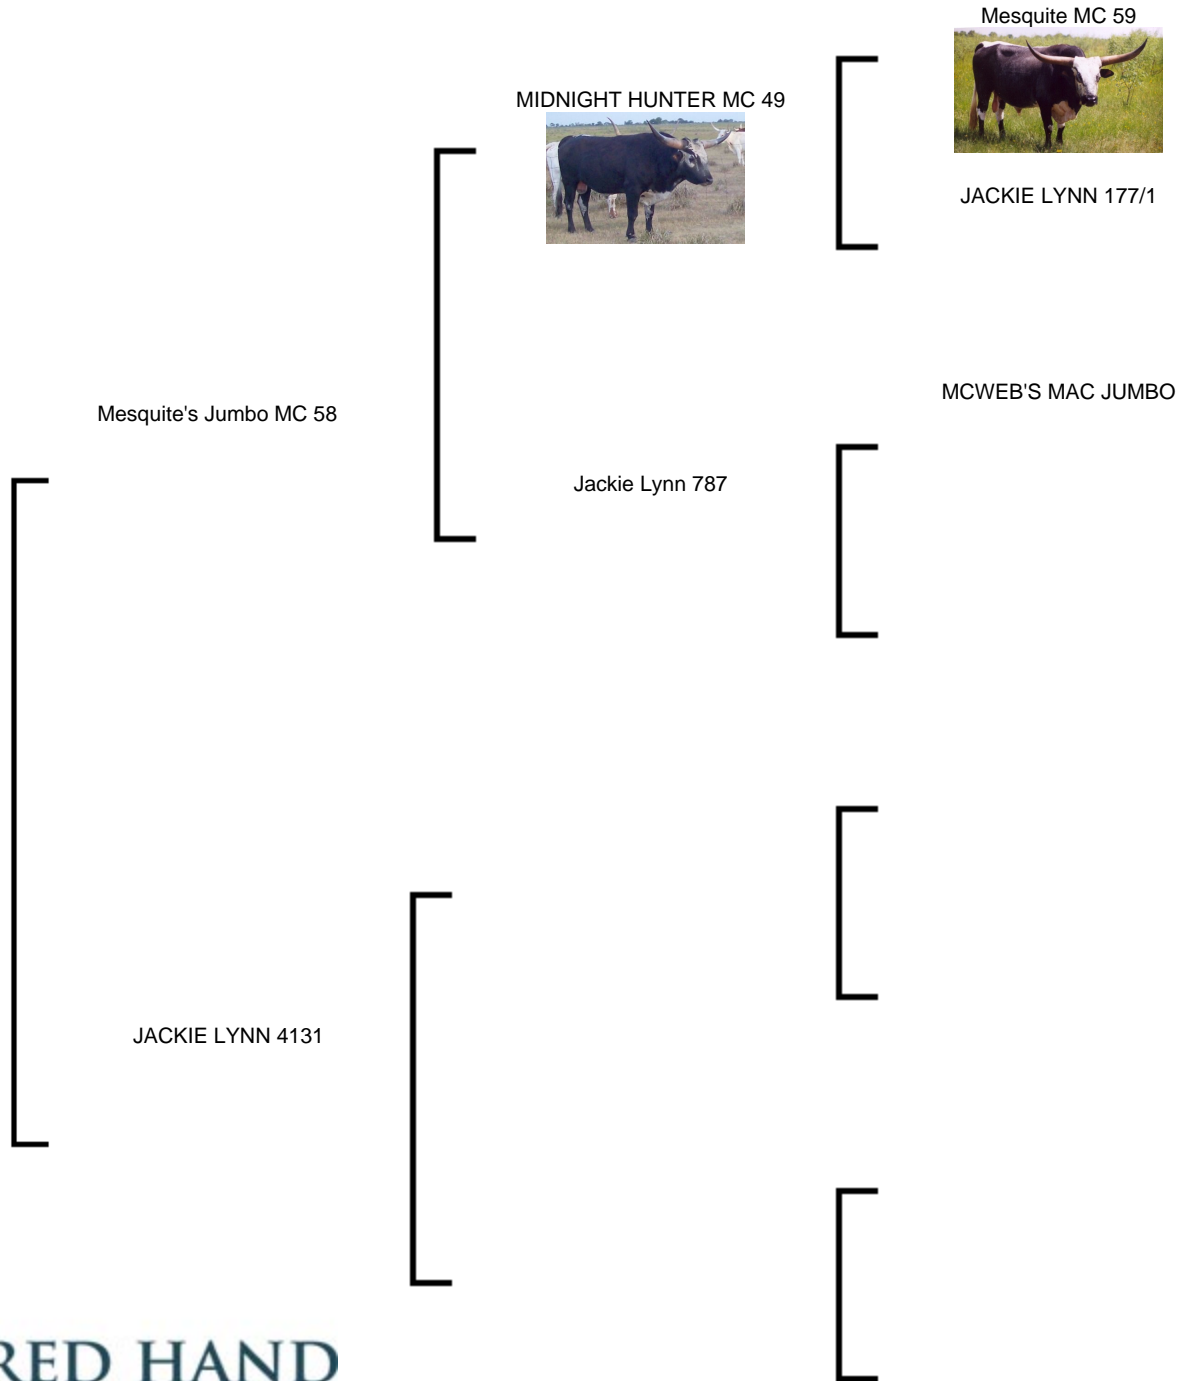 Mesquite MC 59
MIDNIGHT HUNTER MC 49
JACKIE LYNN 177/1
MCWEB'S MAC JUMBO
Mesquite's Jumbo MC 58
Jackie Lynn 787
JACKIE LYNN 4131
RED HAND